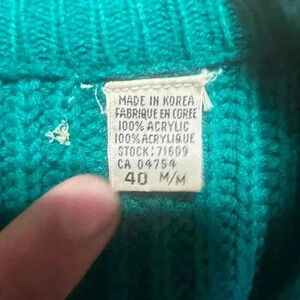 MADE IN KOREA
FABRIQUE EN COREE
100% ACRYLIC
100% ACRYLIQUE
STOCK: 71609
CA 04754
40 M/M